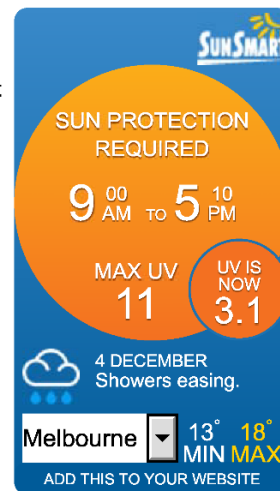 SUNSMART
SUN PROTECTION
REQUIRED
9 00 AM TO 5 10 PM
MAX UV
11
UV IS
NOW
3.1
4 DECEMBER
Showers easing.
Melbourne
13° 18°
MIN MAX
ADD THIS TO YOUR WEBSITE